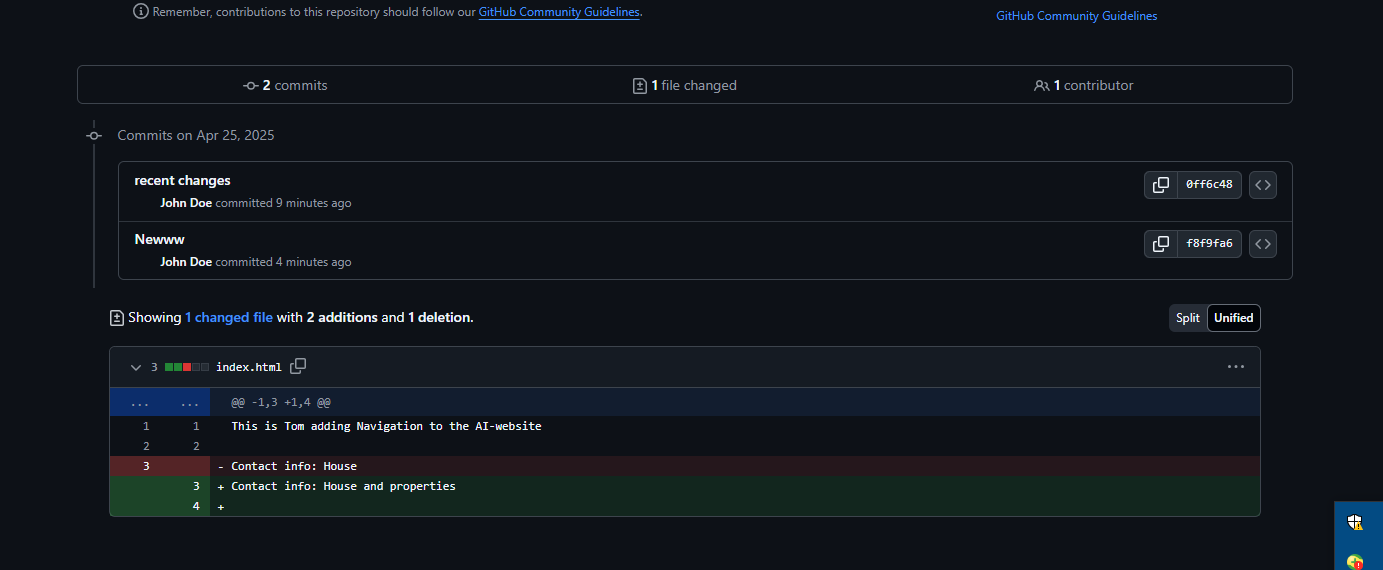 Remember, contributions to this repository should follow our GitHub Community Guidelines.
GitHub Community Guidelines
2 commits
1 file changed
1 contributor
Commits on Apr 25, 2025
recent changes
0ff6c48
John Doe committed 9 minutes ago
Newww
f8f9fa6
John Doe committed 4 minutes ago
Showing 1 changed file with 2 additions and 1 deletion.
Split Unified
3 index.html
... ... @@ -1,3 +1,4 @@
1 1 This is Tom adding Navigation to the AI-website
2 2
3 - Contact info: House
3 + Contact info: House and properties
4 +